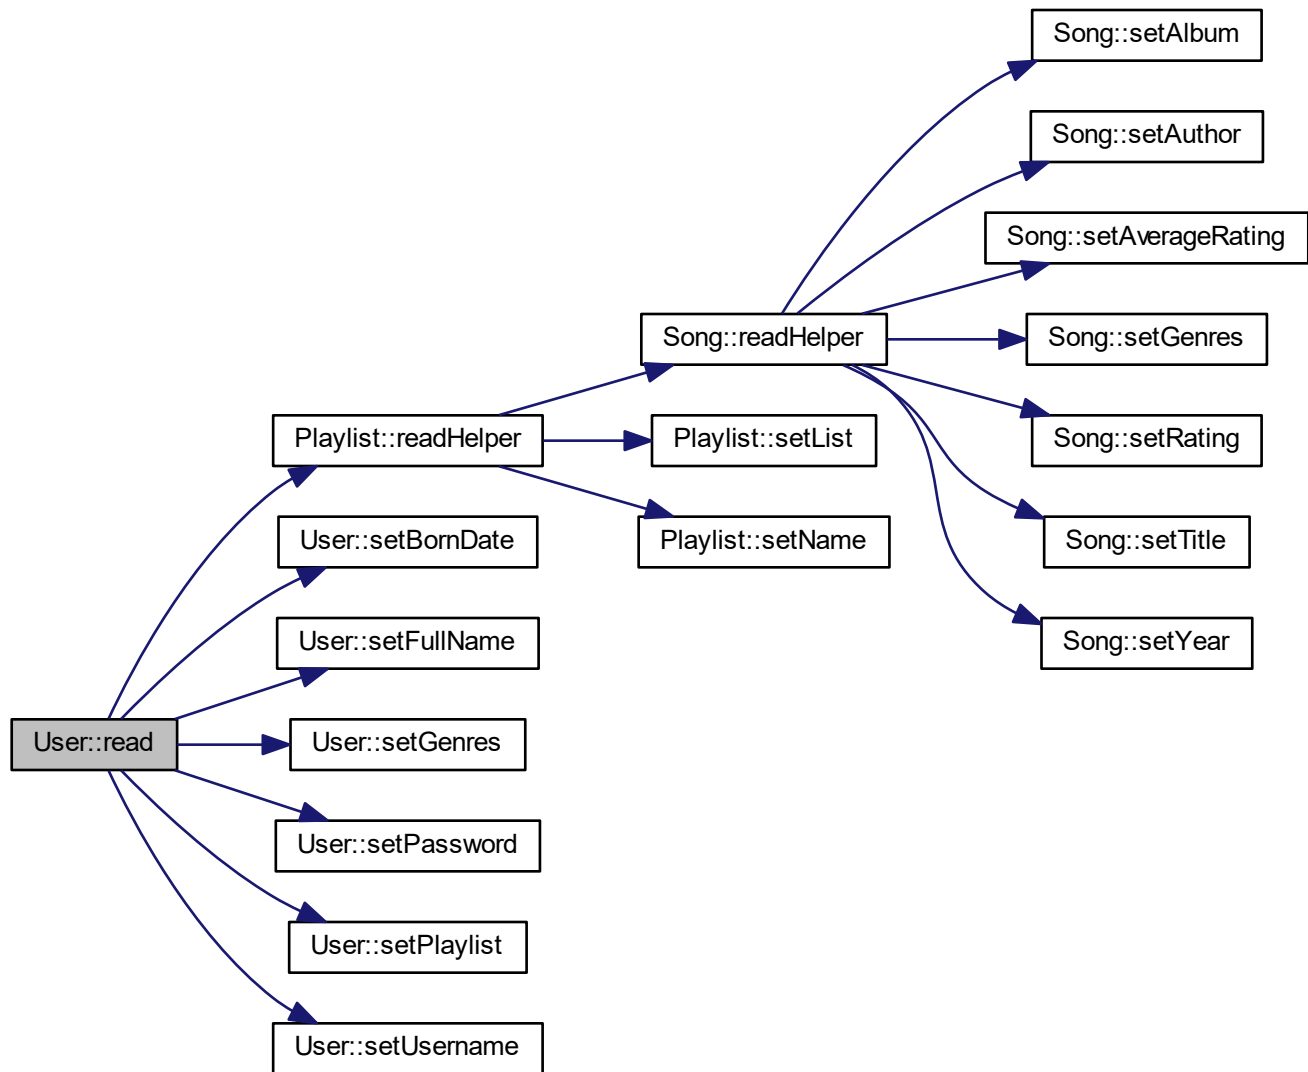 Song::setAlbum
Song::setAuthor
Song::setAverageRating
Song::readHelper
Song::setGenres
Playlist::readHelper
Playlist::setList
Song::setRating
User::setBornDate
Playlist::setName
Song::setTitle
User::setFullName
Song::setYear
User::read
User::setGenres
User::setPassword
User::setPlaylist
User::setUsername